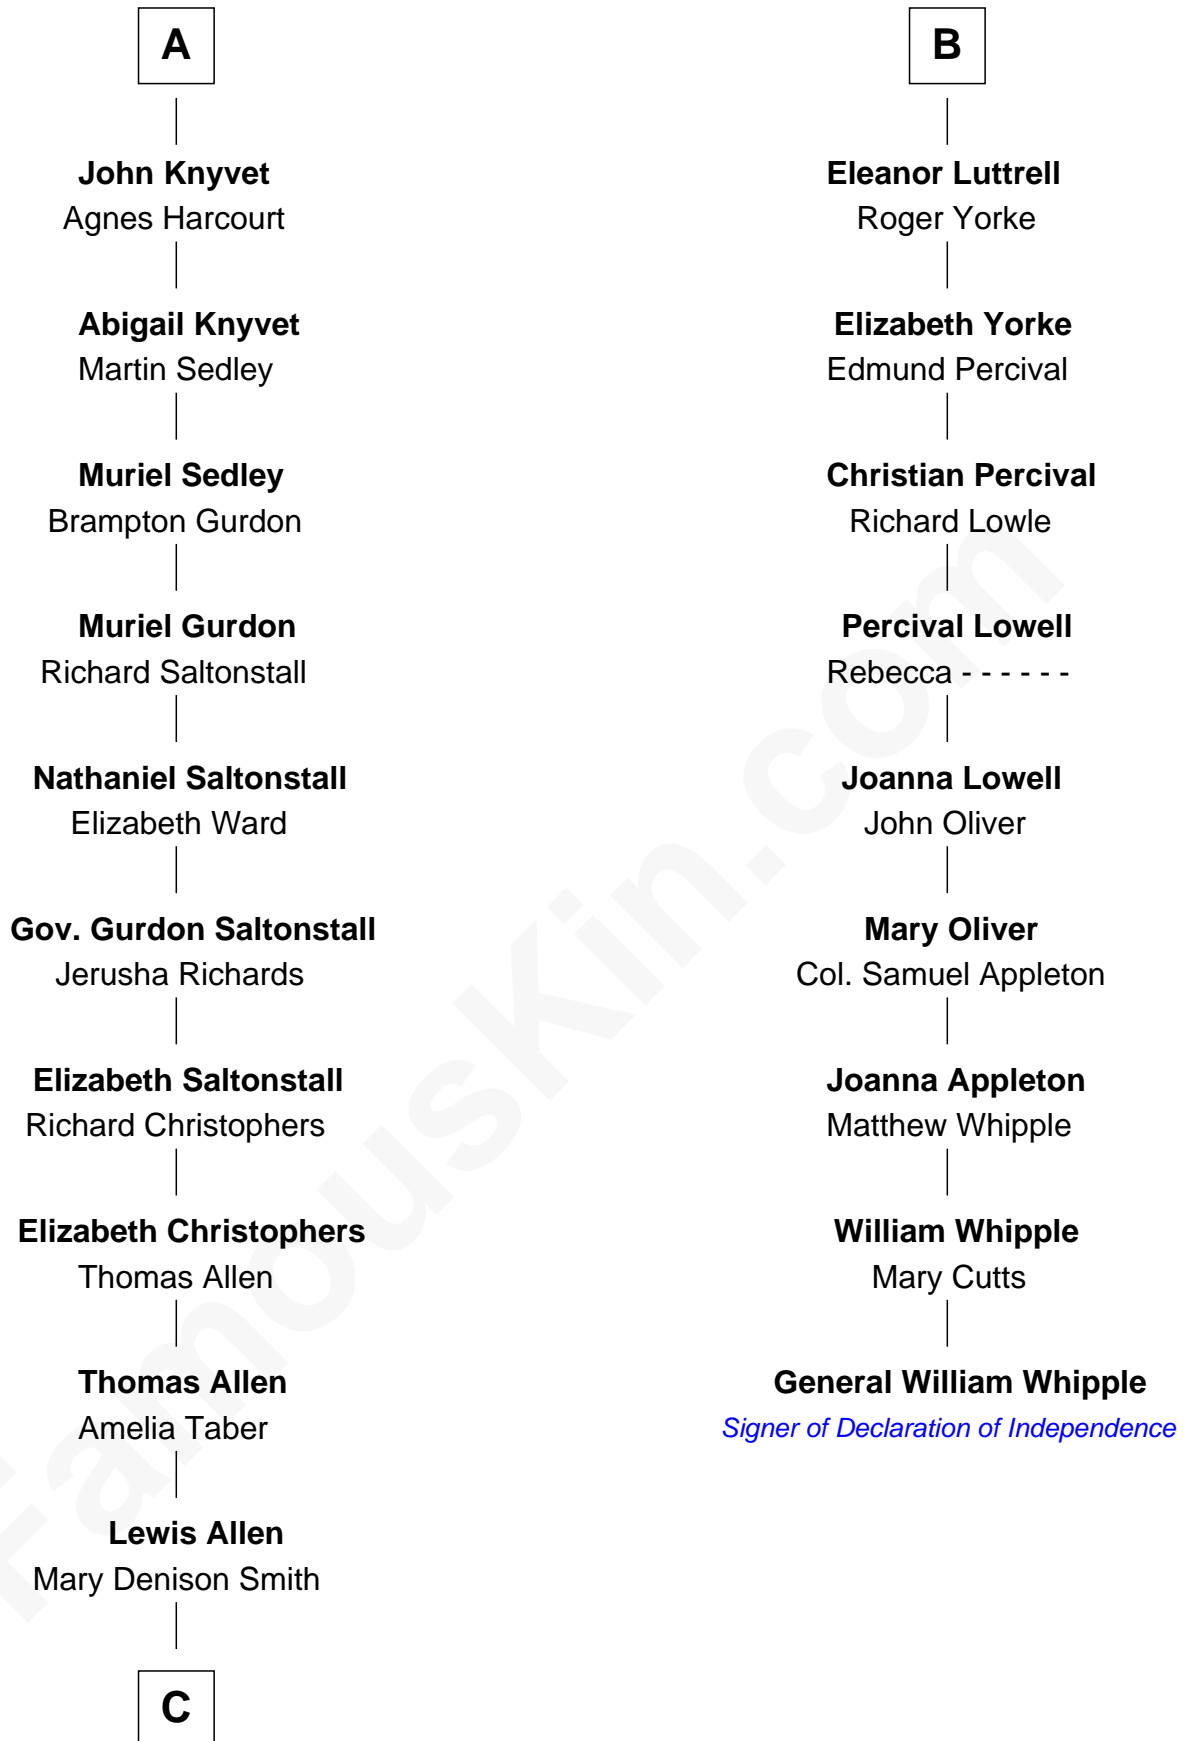 A
John Knyvet
Agnes Harcourt
Abigail Knyvet
Martin Sedley
Muriel Sedley
Brampton Gurdon
Muriel Gurdon
Richard Saltonstall
Nathaniel Saltonstall
Elizabeth Ward
Gov. Gurdon Saltonstall
Jerusha Richards
Elizabeth Saltonstall
Richard Christophers
Elizabeth Christophers
Thomas Allen
Thomas Allen
Amelia Taber
Lewis Allen
Mary Denison Smith
C
B
Eleanor Luttrell
Roger Yorke
Elizabeth Yorke
Edmund Percival
Christian Percival
Richard Lowle
Percival Lowell
Rebecca - - - - - -
Joanna Lowell
John Oliver
Mary Oliver
Col. Samuel Appleton
Joanna Appleton
Matthew Whipple
William Whipple
Mary Cutts
General William Whipple
Signer of Declaration of Independence
FamousKin.com